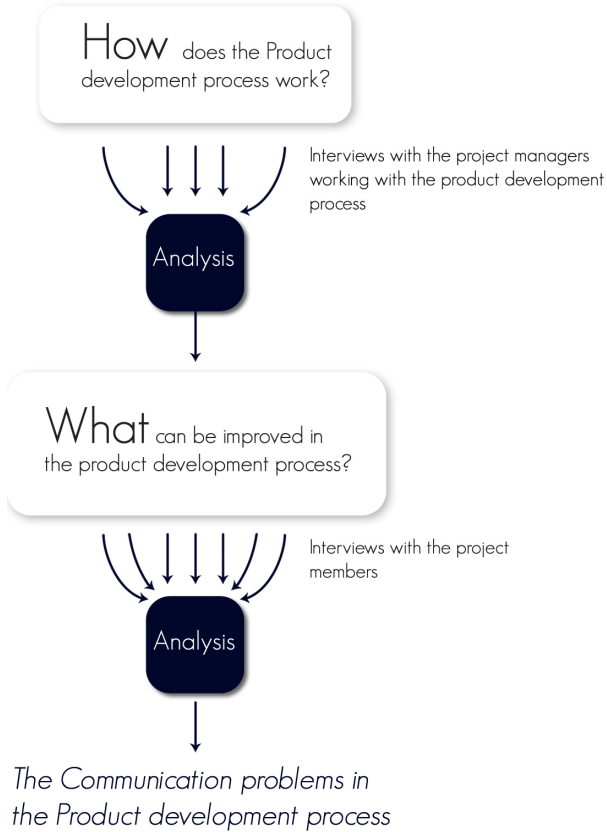 How does the Product
development process work?
Interviews with the project managers
working with the product development
process
Analysis
What can be improved in
the product development process?
Interviews with the project
members
Analysis
The Communication problems in
the Product development process